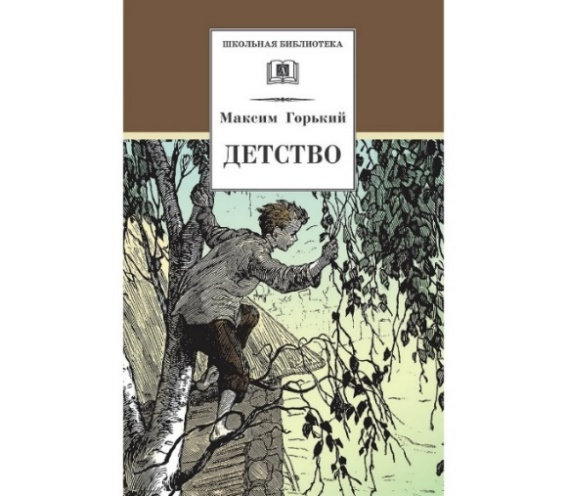 ШКОЛЬНАЯ БИБЛИОТЕКА
Максим Горький
ДЕТСТВО